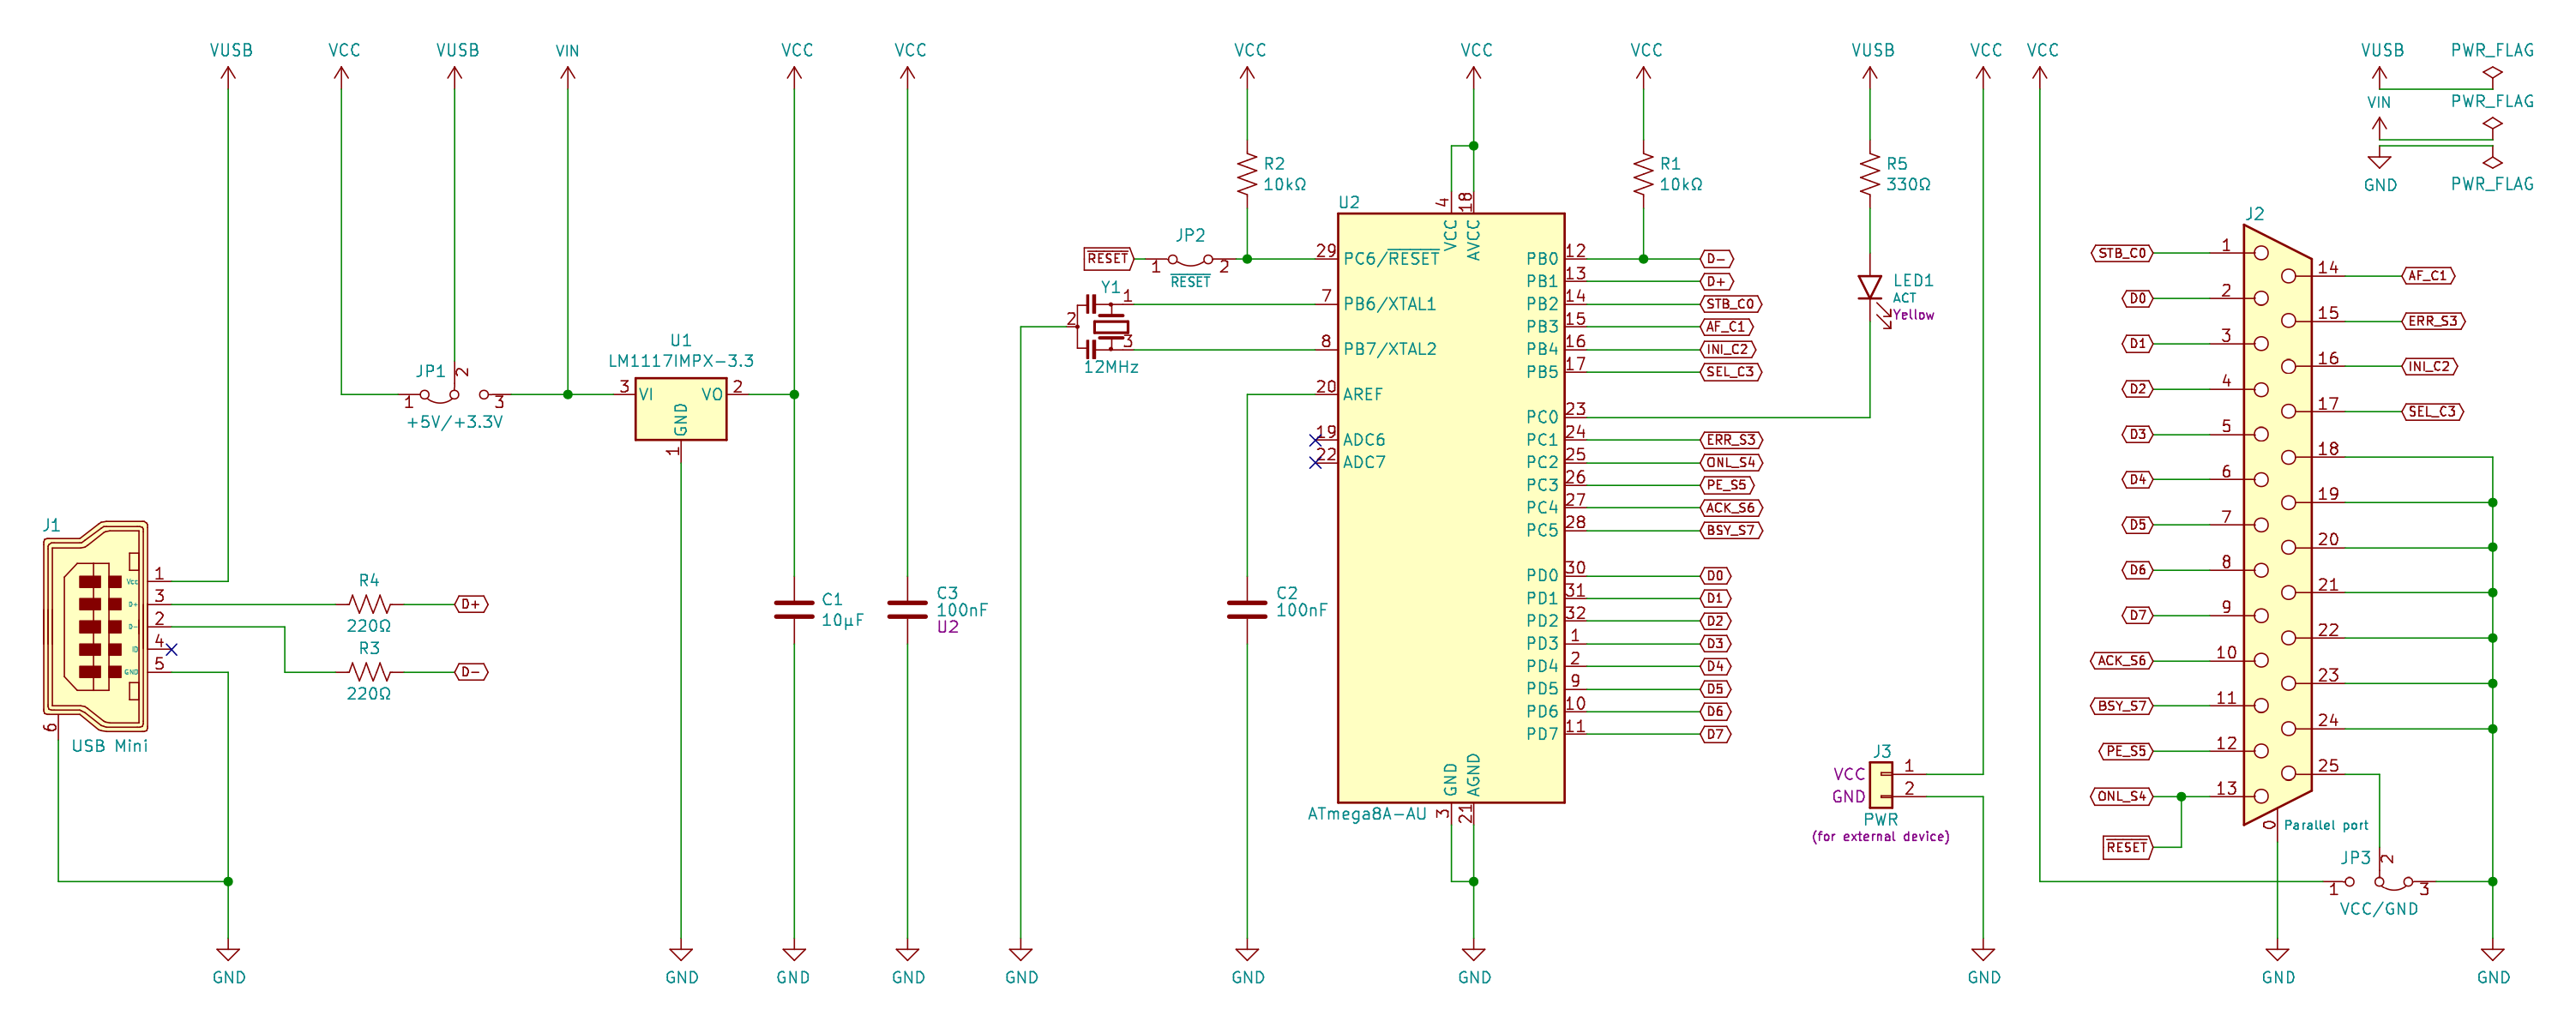 VUSB
VCC
VUSB
VIN
VCC
VCC
VCC
VCC
VCC
VUSB
VCC
VCC
VUSB
PWR_FLAG
VIN
PWR_FLAG
GND
PWR_FLAG
J1
Vcc
D+
D-
ID
GND
1
3
2
4
5
6
USB Mini
R4
220Ω
D+
R3
220Ω
D-
GND
JP1
1
2
3
+5V/+3.3V
U1
LM1117IMPX-3.3
3
VI
VO
2
GND
1
GND
C1
10µF
GND
C3
100nF
U2
GND
GND
R2
10kΩ
RESET
JP2
1
2
RESET
Y1
1
2
3
12MHz
C2
100nF
GND
U2
4
18
VCC
AVCC
29
PC6/RESET
7
PB6/XTAL1
8
PB7/XTAL2
20
AREF
19
ADC6
22
ADC7
PB0
12
D-
PB1
13
D+
PB2
14
STB_C0
PB3
15
AF_C1
PB4
16
INI_C2
PB5
17
SEL_C3
PC0
23
PC1
24
ERR_S3
PC2
25
ONL_S4
PC3
26
PE_S5
PC4
27
ACK_S6
PC5
28
BSY_S7
PD0
30
D0
PD1
31
D1
PD2
32
D2
PD3
1
D3
PD4
2
D4
PD5
9
D5
PD6
10
D6
PD7
11
D7
GND
AGND
3
21
ATmega8A-AU
GND
R1
10kΩ
R5
330Ω
LED1
ACT
Yellow
J3
VCC
1
GND
2
PWR
(for external device)
GND
J2
STB_C0
1
14
AF_C1
D0
2
15
ERR_S3
D1
3
16
INI_C2
D2
4
17
SEL_C3
D3
5
18
D4
6
19
D5
7
20
D6
8
21
D7
9
22
ACK_S6
10
23
BSY_S7
11
24
PE_S5
12
25
ONL_S4
13
0
Parallel port
RESET
JP3
1
2
3
VCC/GND
GND
GND